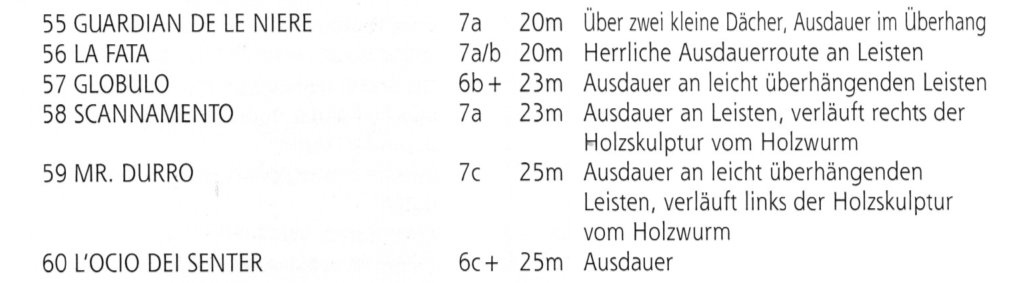 55 GUARDIAN DE LE NIERE 7a 20m Über zwei kleine Dächer, Ausdauer im Überhang
56 LA FATA 7a/b 20m Herrliche Ausdauerroute an Leisten
57 GLOBULO 6b+ 23m Ausdauer an leicht überhängenden Leisten
58 SCANNAMENTO 7a 23m Ausdauer an Leisten, verläuft rechts der
Holzskulptur vom Holzwurm
59 MR. DURRO 7c 25m Ausdauer an leicht überhängenden
Leisten, verläuft links der Holzskulptur
vom Holzwurm
60 L'OCIO DEI SENTER 6c+ 25m Ausdauer